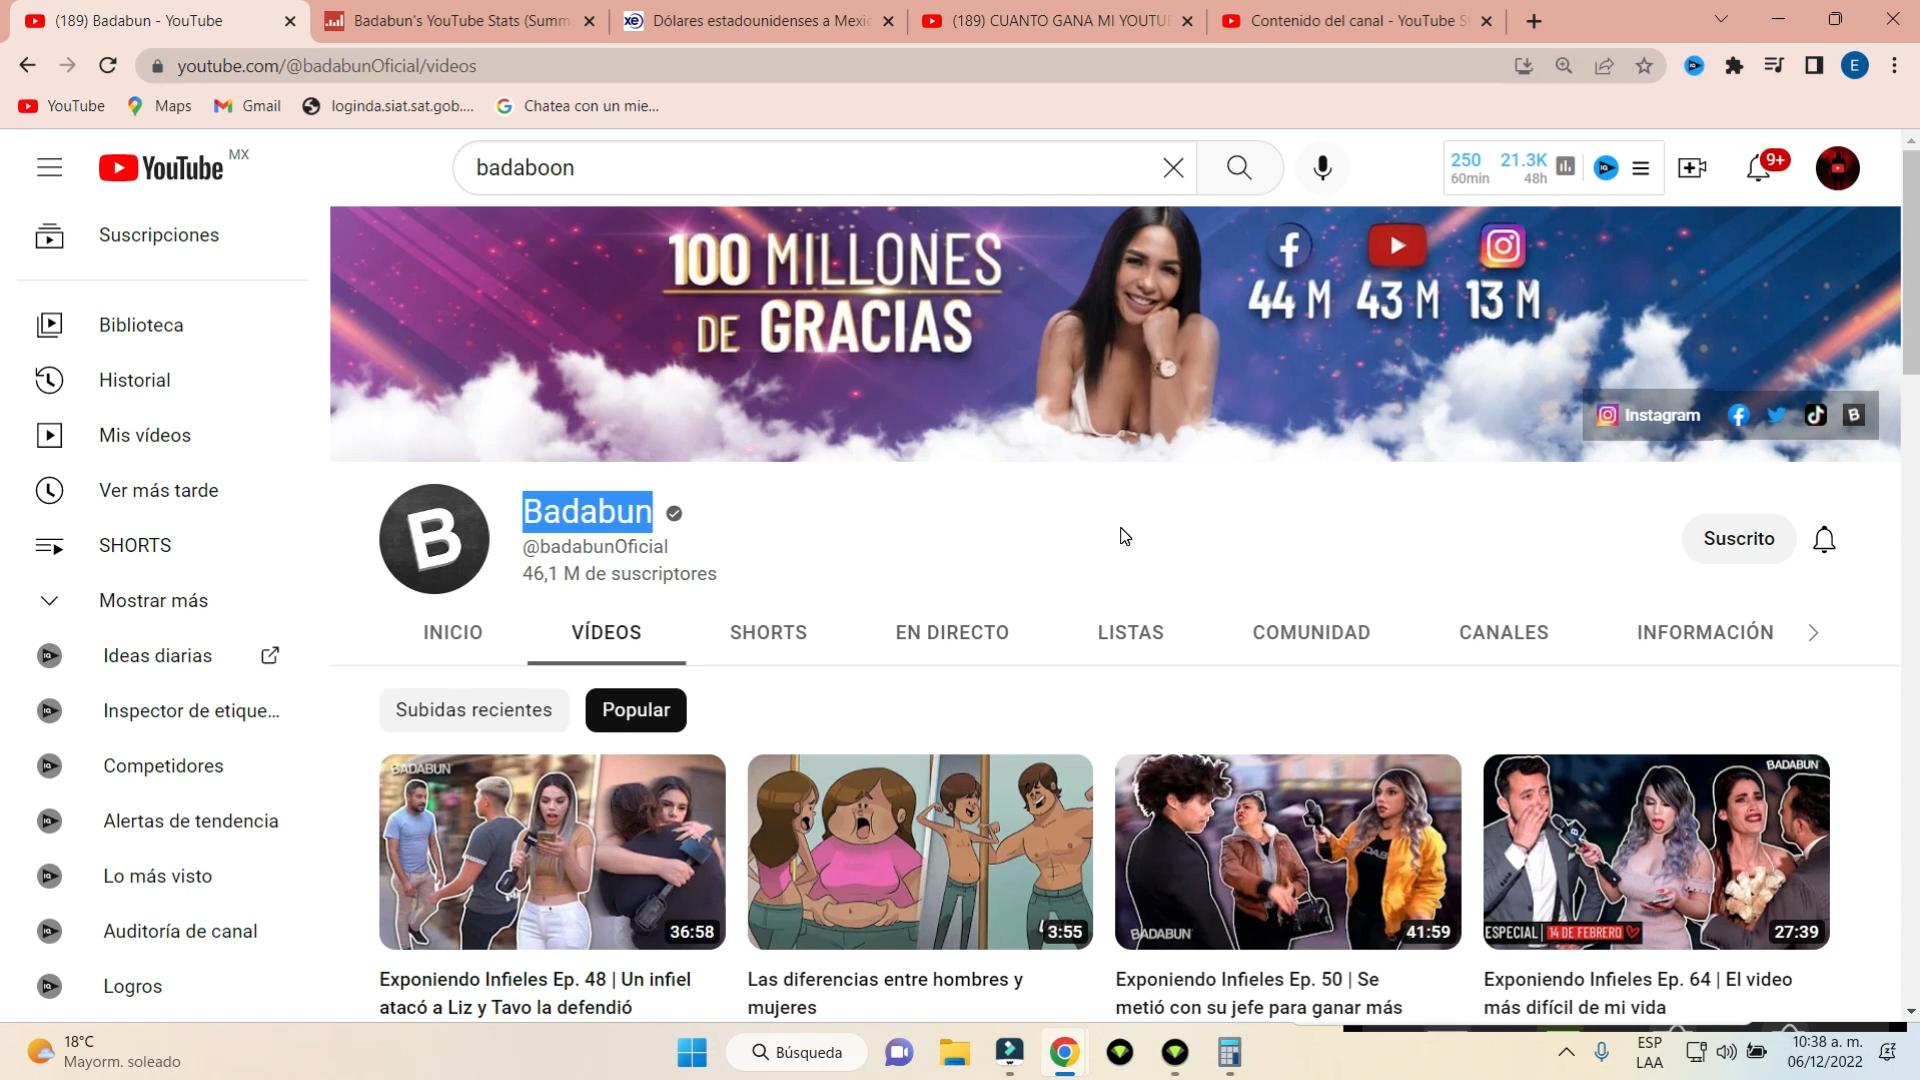 (189) Badabun - YouTube
Badabun's YouTube Stats (Summ
Dólares estadounidenses a Mexic
(189) CUANTO GANA MI YOUTU
Contenido del canal - YouTube S
youtube.com/@badabunOficial/videos
E
YouTube
Maps
Gmail
loginda.siat.sat.gob....
Chatea con un mie...
YouTube MX
badaboon
250 21.3K
60min 48h
9+
Suscripciones
Biblioteca
Historial
Mis vídeos
Ver más tarde
SHORTS
Mostrar más
Ideas diarias
Inspector de etique...
Competidores
Alertas de tendencia
Lo más visto
Auditoría de canal
Logros
100 MILLONES
DE GRACIAS
44 M 43 M 13 M
Instagram
B
B
Badabun
@badabunOficial
46,1 M de suscriptores
Suscrito
INICIO
VÍDEOS
SHORTS
EN DIRECTO
LISTAS
COMUNIDAD
CANALES
INFORMACIÓN
Subidas recientes
Popular
BADABUN
36:58
3:55
BADABUN
41:59
BADABUN
ESPECIAL | 14 DE FEBRERO
27:39
Exponiendo Infieles Ep. 48 | Un infiel
atacó a Liz y Tavo la defendió
Las diferencias entre hombres y
mujeres
Exponiendo Infieles Ep. 50 | Se
metió con su jefe para ganar más
Exponiendo Infieles Ep. 64 | El video
más difícil de mi vida
18°C
Mayorm. soleado
Búsqueda
ESP
LAA
10:38 a. m.
06/12/2022